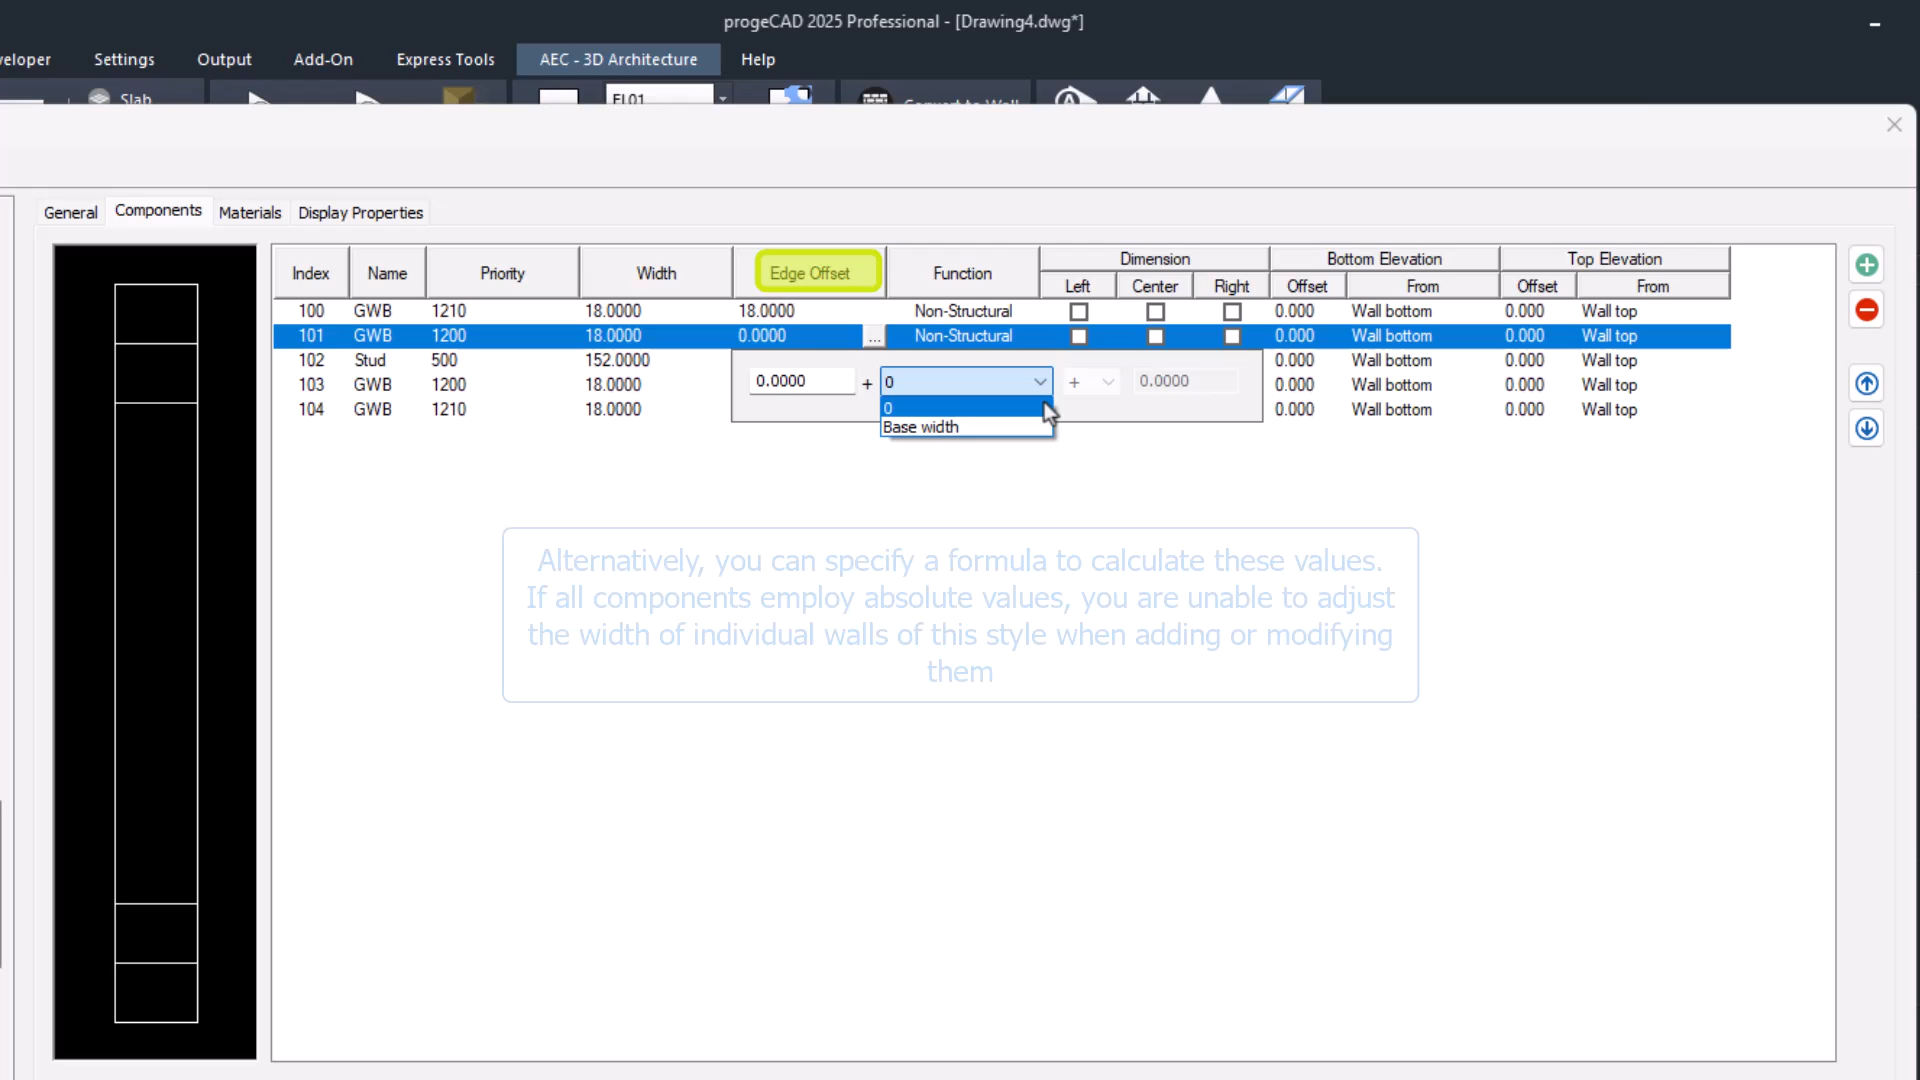 progeCAD 2025 Professional - [Drawing4.dwg*]
veloper Settings Output Add-On Express Tools AEC - 3D Architecture Help
Slab FL01 Convert to Wall
General Components Materials Display Properties
Index Name Priority Width Edge Offset Function Dimension Bottom Elevation Top Elevation
Left Center Right Offset From Offset From
100 GWB 1210 18.0000 18.0000 Non-Structural 0.000 Wall bottom 0.000 Wall top
101 GWB 1200 18.0000 0.0000 ... Non-Structural 0.000 Wall bottom 0.000 Wall top
102 Stud 500 152.0000 0.000 Wall bottom 0.000 Wall top
103 GWB 1200 18.0000 0.000 Wall bottom 0.000 Wall top
104 GWB 1210 18.0000 0.000 Wall bottom 0.000 Wall top
0.0000 + 0 + 0.0000
0
Base width
Alternatively, you can specify a formula to calculate these values.
If all components employ absolute values, you are unable to adjust
the width of individual walls of this style when adding or modifying
them